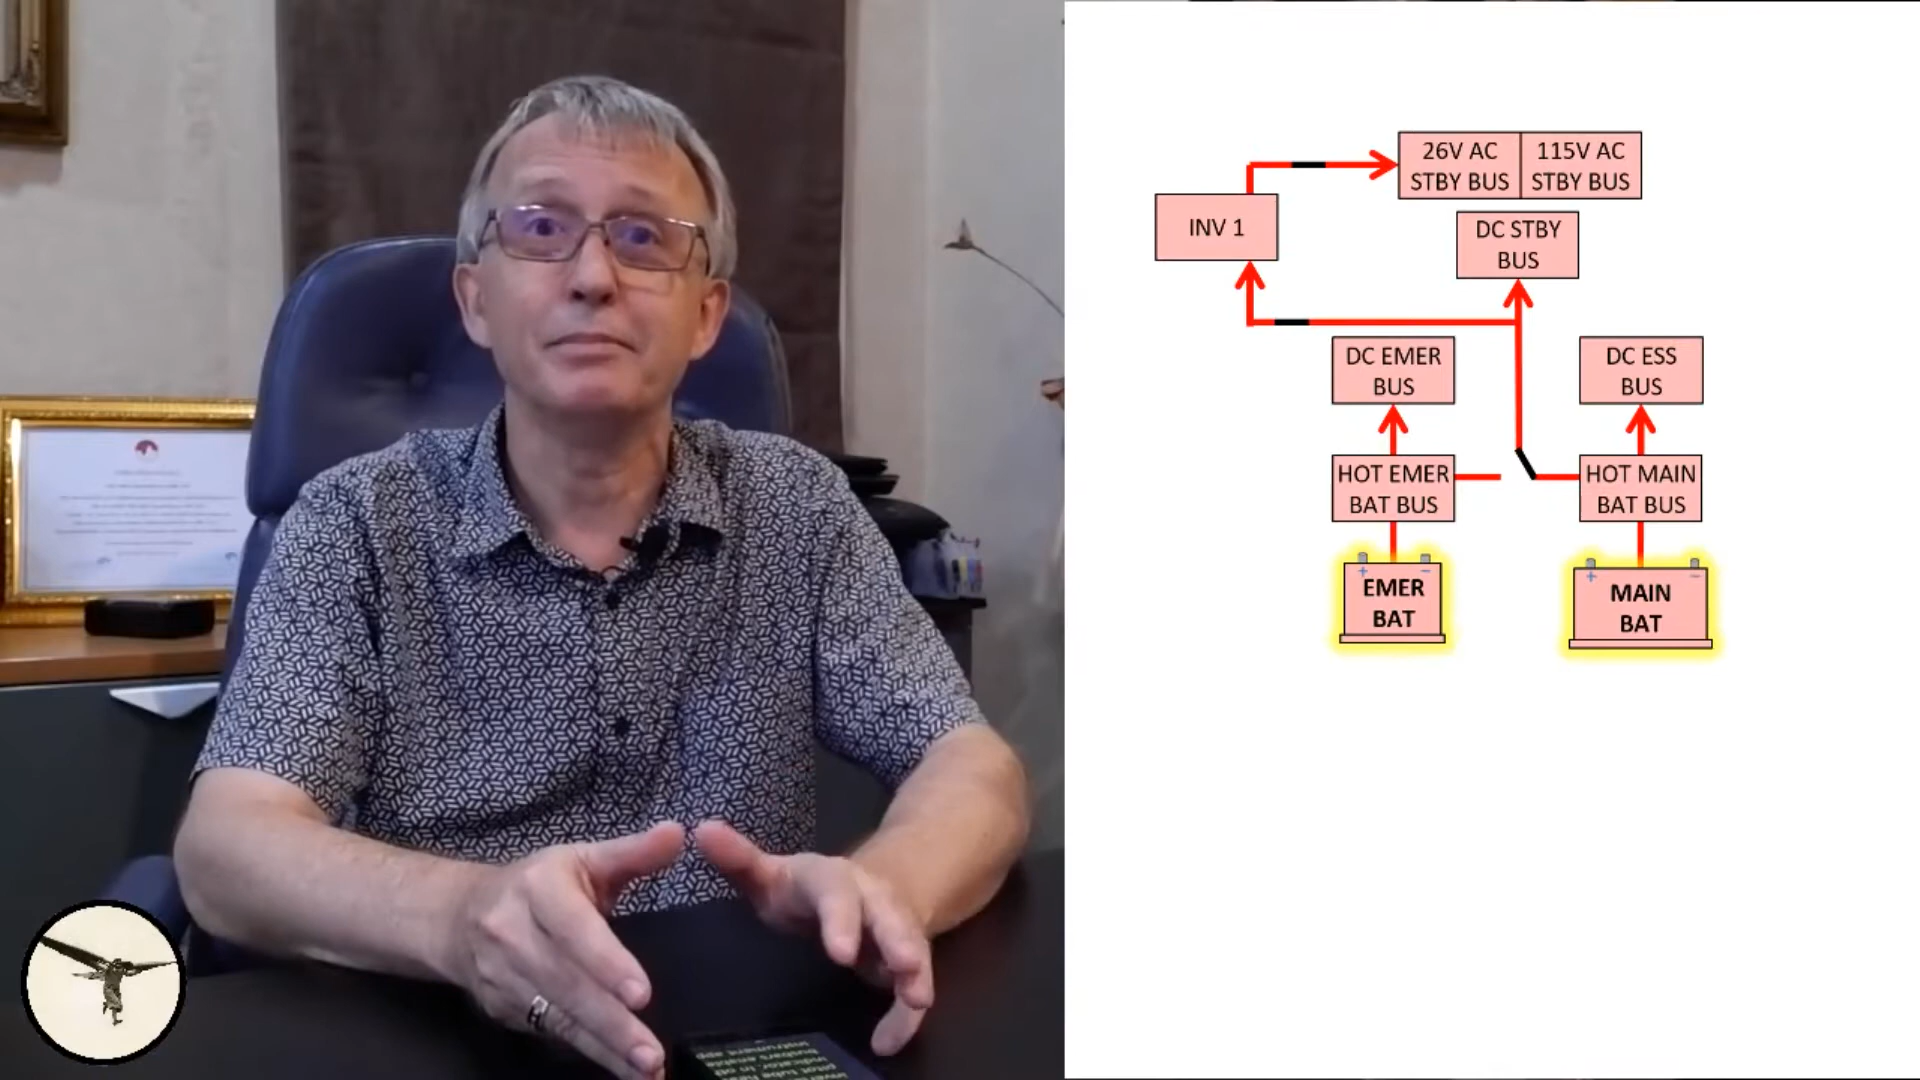 26V AC
STBY BUS
115V AC
STBY BUS
INV 1
DC STBY
BUS
DC EMER
BUS
DC ESS
BUS
HOT EMER
BAT BUS
HOT MAIN
BAT BUS
+ −
EMER
BAT
+ −
MAIN
BAT